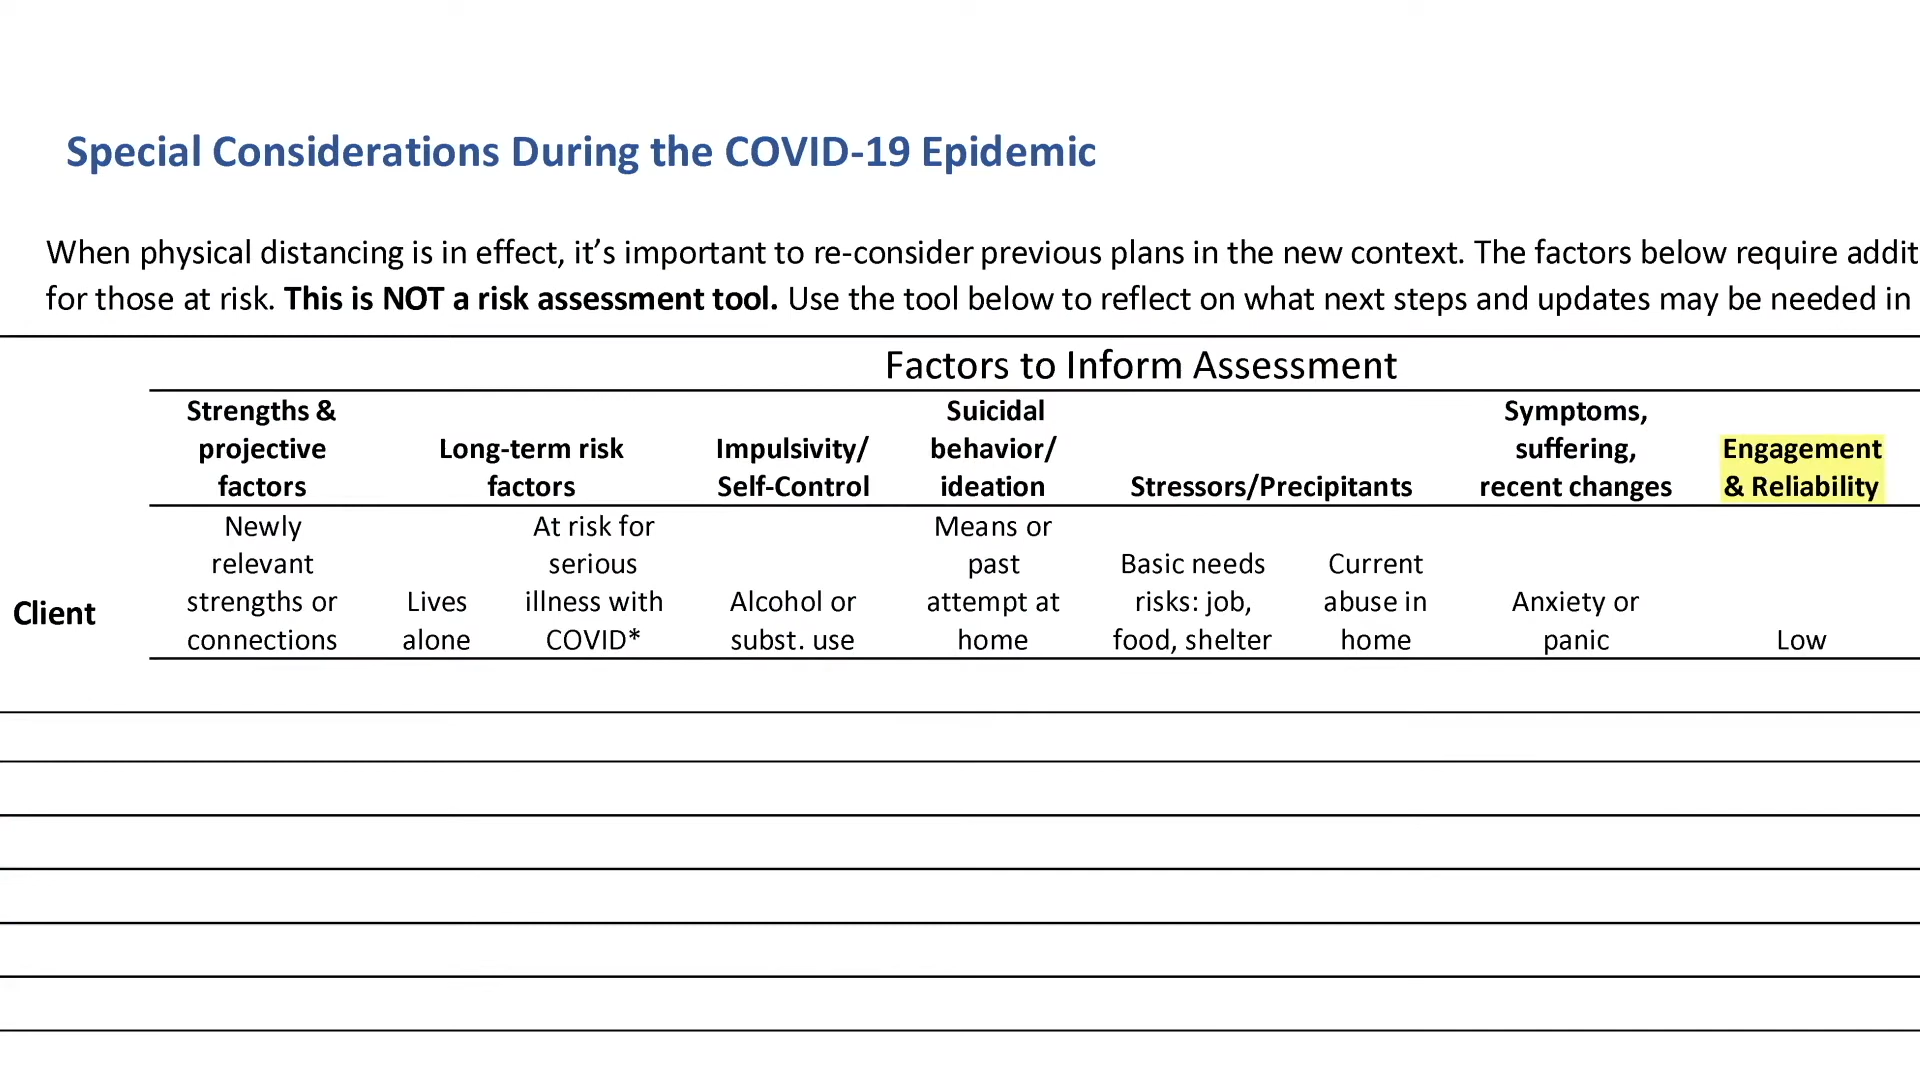 Special Considerations During the COVID-19 Epidemic
When physical distancing is in effect, it’s important to re-consider previous plans in the new context. The factors below require addit
for those at risk. This is NOT a risk assessment tool. Use the tool below to reflect on what next steps and updates may be needed in
Factors to Inform Assessment
Strengths &
projective
factors
Long-term risk
factors
Impulsivity/
Self-Control
Suicidal
behavior/
ideation
Stressors/Precipitants
Symptoms,
suffering,
recent changes
Engagement
& Reliability
Client
Newly
relevant
strengths or
connections
Lives
alone
At risk for
serious
illness with
COVID*
Alcohol or
subst. use
Means or
past
attempt at
home
Basic needs
risks: job,
food, shelter
Current
abuse in
home
Anxiety or
panic
Low